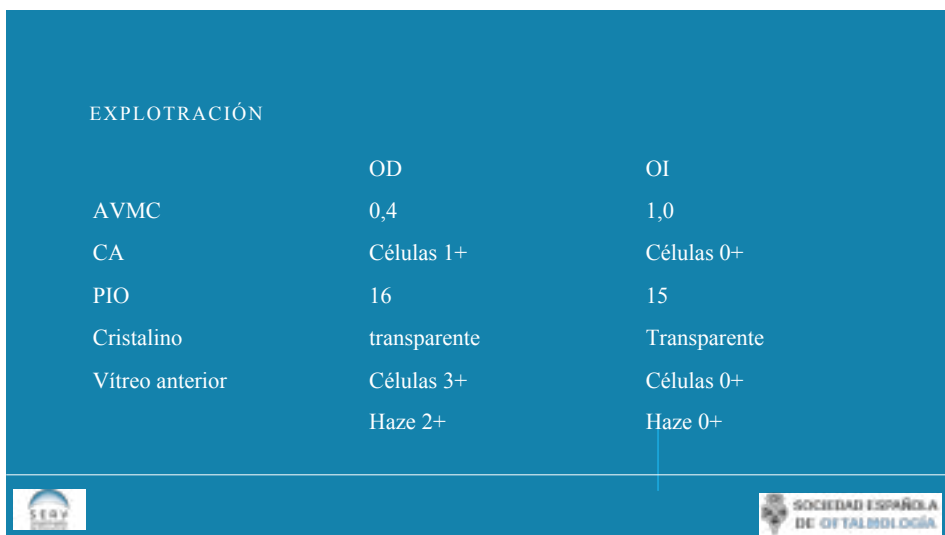 EXPLOTRACIÓN
OD OI
AVMC 0,4 1,0
CA Células 1+ Células 0+
PIO 16 15
Cristalino transparente Transparente
Vítreo anterior Células 3+ Células 0+
Haze 2+ Haze 0+
SERV
SOCIEDAD ESPAÑOLA
DE OFTALMOLOGÍA